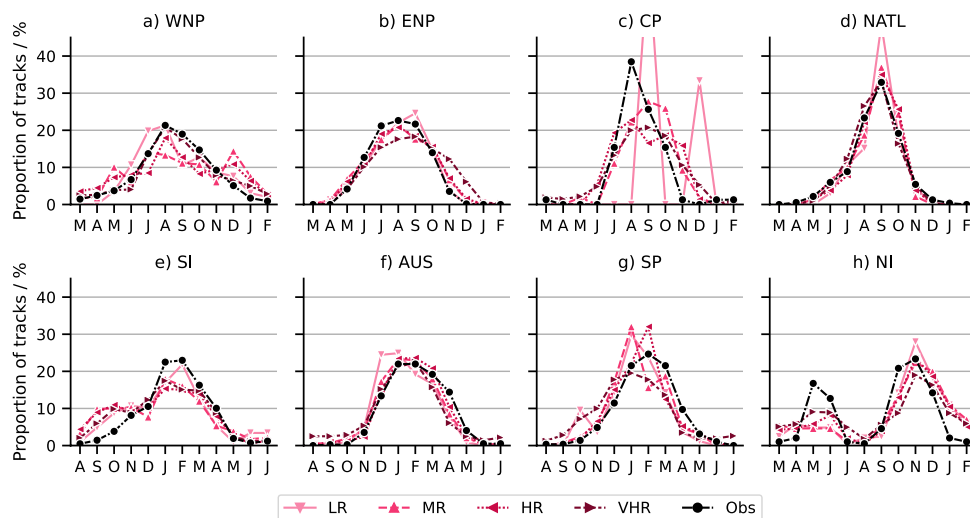 a) WNP b) ENP c) CP d) NATL
Proportion of tracks / %
40
30
20
10
0
M A M J J A S O N D J F M A M J J A S O N D J F M A M J J A S O N D J F M A M J J A S O N D J F
e) SI f) AUS g) SP h) NI
Proportion of tracks / %
40
30
20
10
0
A S O N D J F M A M J J A S O N D J F M A M J J A S O N D J F M A M J J M A M J J A S O N D J F
LR MR HR VHR Obs